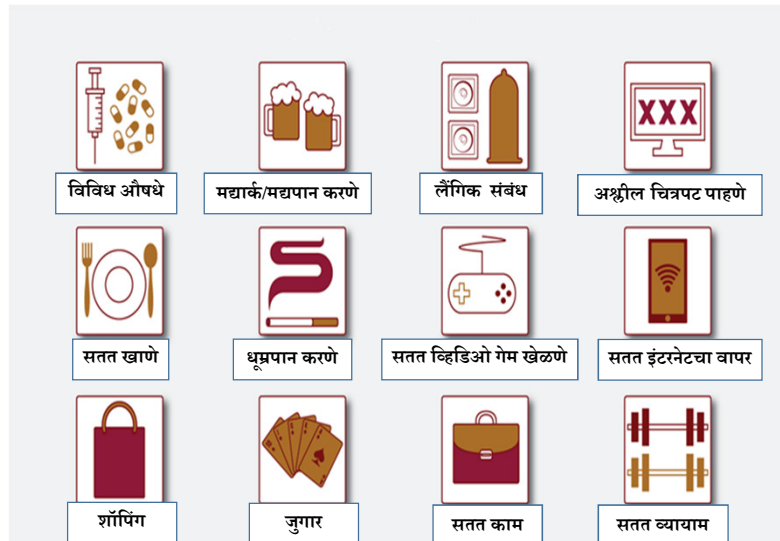 XXX
विविध औषधे
मद्यार्क/मद्यपान करणे
लैंगिक संबंध
अश्लील चित्रपट पाहणे
सतत खाणे
धूम्रपान करणे
सतत व्हिडिओ गेम खेळणे
सतत इंटरनेटचा वापर
शॉपिंग
जुगार
सतत काम
सतत व्यायाम